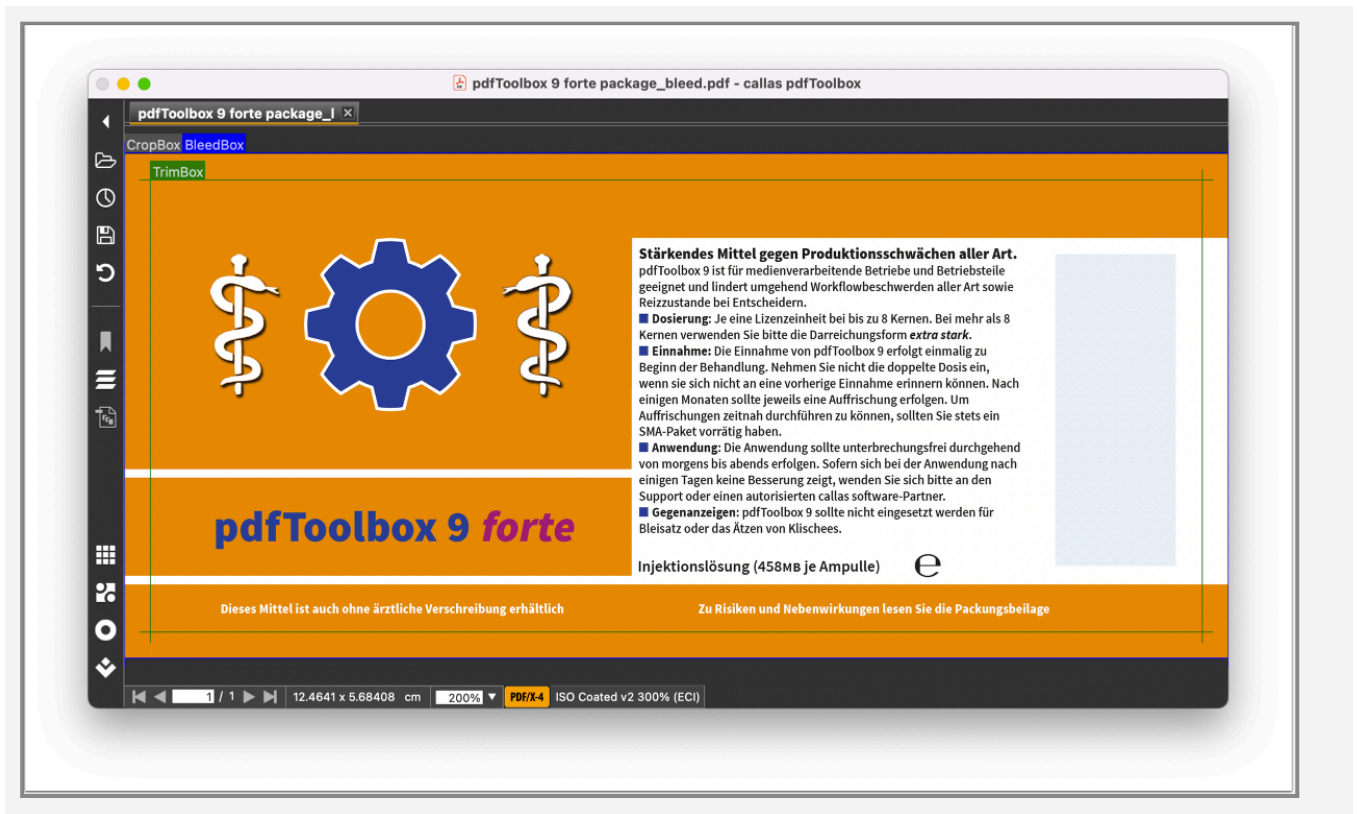 pdfToolbox 9 forte package_bleed.pdf - callas pdfToolbox
pdfToolbox 9 forte package_l
CropBox BleedBox
TrimBox
Stärkendes Mittel gegen Produktionsschwächen aller Art.
pdfToolbox 9 ist für medienverarbeitende Betriebe und Betriebsteile
geeignet und lindert umgehend Workflowbeschwerden aller Art sowie
Reizzustande bei Entscheidern.
■ Dosierung: Je eine Lizenzeinheit bei bis zu 8 Kernen. Bei mehr als 8
Kernen verwenden Sie bitte die Darreichungsform extra stark.
■ Einnahme: Die Einnahme von pdfToolbox 9 erfolgt einmalig zu
Beginn der Behandlung. Nehmen Sie nicht die doppelte Dosis ein,
wenn sie sich nicht an eine vorherige Einnahme erinnern können. Nach
einigen Monaten sollte jeweils eine Auffrischung erfolgen. Um
Auffrischungen zeitnah durchführen zu können, sollten Sie stets ein
SMA-Paket vorrätig haben.
■ Anwendung: Die Anwendung sollte unterbrechungsfrei durchgehend
von morgens bis abends erfolgen. Sofern sich bei der Anwendung nach
einigen Tagen keine Besserung zeigt, wenden Sie sich bitte an den
Support oder einen autorisierten callas software-Partner.
■ Gegenanzeigen: pdfToolbox 9 sollte nicht eingesetzt werden für
Bleisatz oder das Ätzen von Klischees.
Injektionslösung (458MB je Ampulle) ℮
pdfToolbox 9 forte
Dieses Mittel ist auch ohne ärztliche Verschreibung erhältlich
Zu Risiken und Nebenwirkungen lesen Sie die Packungsbeilage
1 / 1 12.4641 x 5.68408 cm 200% PDF/X-4 ISO Coated v2 300% (ECI)